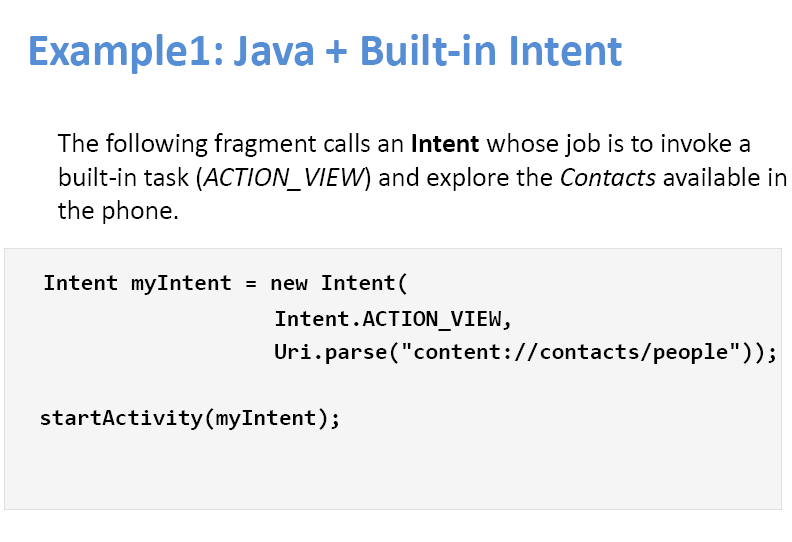 Example1: Java + Built-in Intent
The following fragment calls an Intent whose job is to invoke a
built-in task (ACTION_VIEW) and explore the Contacts available in
the phone.
Intent myIntent = new Intent(
Intent.ACTION_VIEW,
Uri.parse("content://contacts/people"));
startActivity(myIntent);